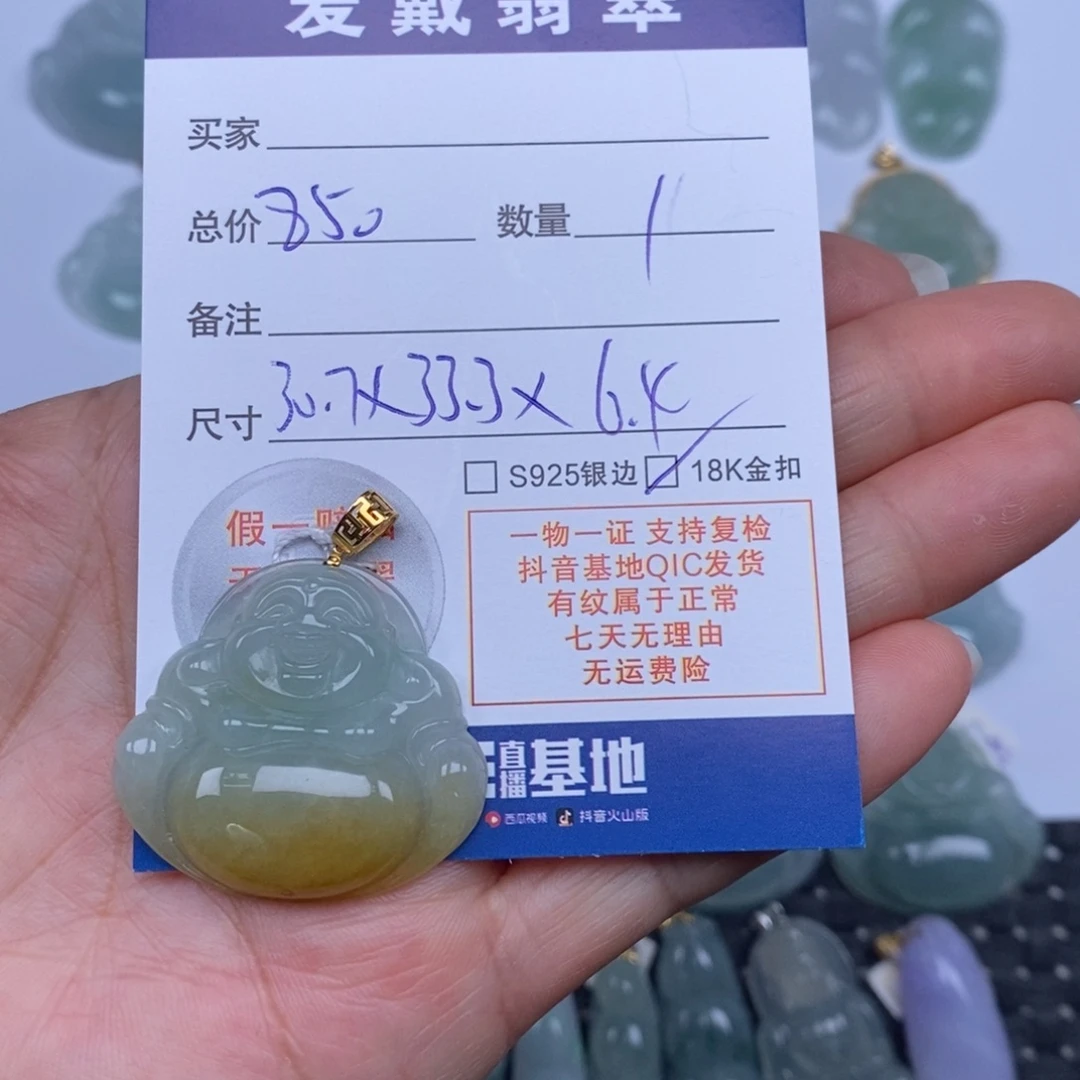 爱戴翡翠
买家
总价 850 数量 1
备注
尺寸 30.7X33.3X6.4
S925银边 18K金扣
假一赔
一物一证 支持复检
抖音基地QIC发货
有纹属于正常
七天无理由
无运费险
直播基地
西瓜视频 抖音火山版